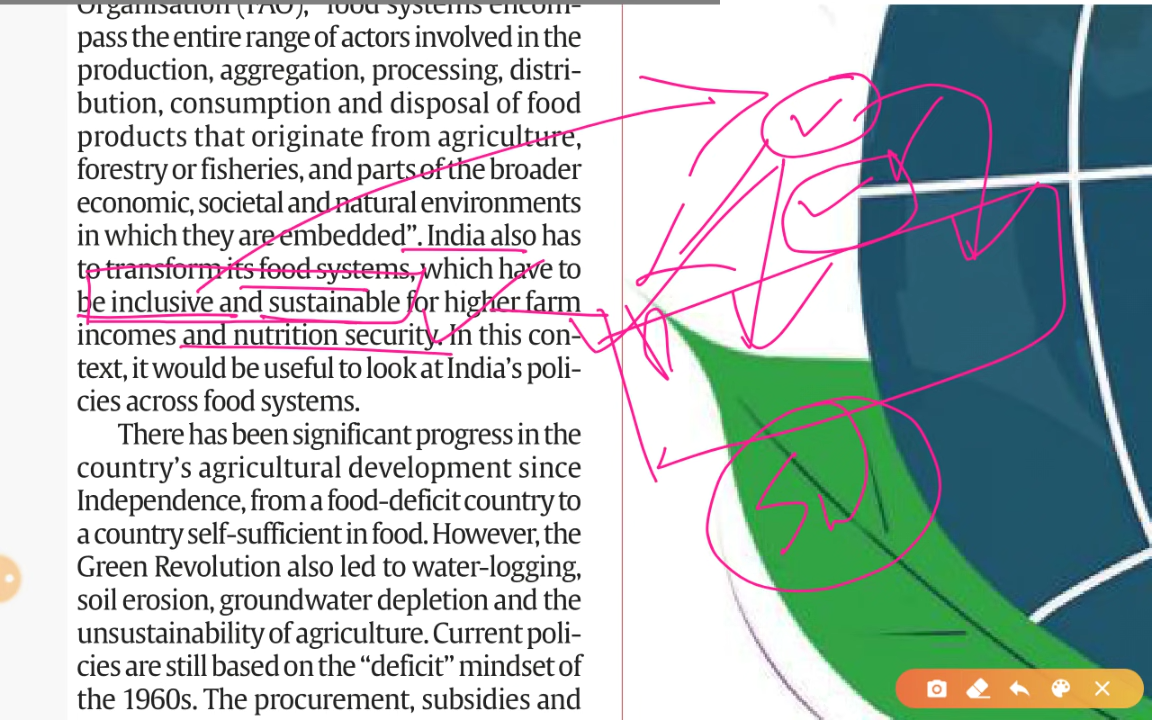 Organisation (FAO), "food systems encom-
pass the entire range of actors involved in the
production, aggregation, processing, distri-
bution, consumption and disposal of food
products that originate from agriculture,
forestry or fisheries, and parts of the broader
economic, societal and natural environments
in which they are embedded”. India also has
to transform its food systems, which have to
be inclusive and sustainable for higher farm
incomes and nutrition security. In this con-
text, it would be useful to look at India’s poli-
cies across food systems.
There has been significant progress in the
country’s agricultural development since
Independence, from a food-deficit country to
a country self-sufficient in food. However, the
Green Revolution also led to water-logging,
soil erosion, groundwater depletion and the
unsustainability of agriculture. Current poli-
cies are still based on the “deficit” mindset of
the 1960s. The procurement, subsidies and